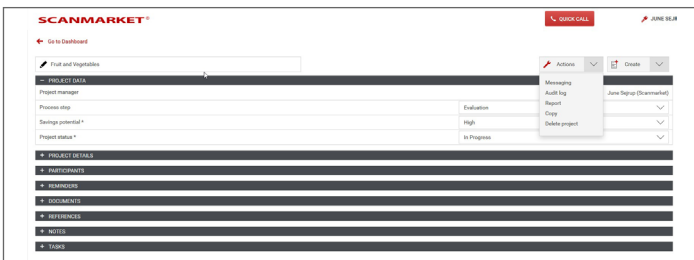 SCANMARKET®
QUICK CALL
JUNE SEJR
Go to Dashboard
Fruit and Vegetables
Actions
Create
Messaging
Audit log
Report
Copy
Delete project
− PROJECT DATA
Project manager
June Sejrup (Scanmarket)
Process step
Evaluation
Savings potential *
High
Project status *
In Progress
+ PROJECT DETAILS
+ PARTICIPANTS
+ REMINDERS
+ DOCUMENTS
+ REFERENCES
+ NOTES
+ TASKS